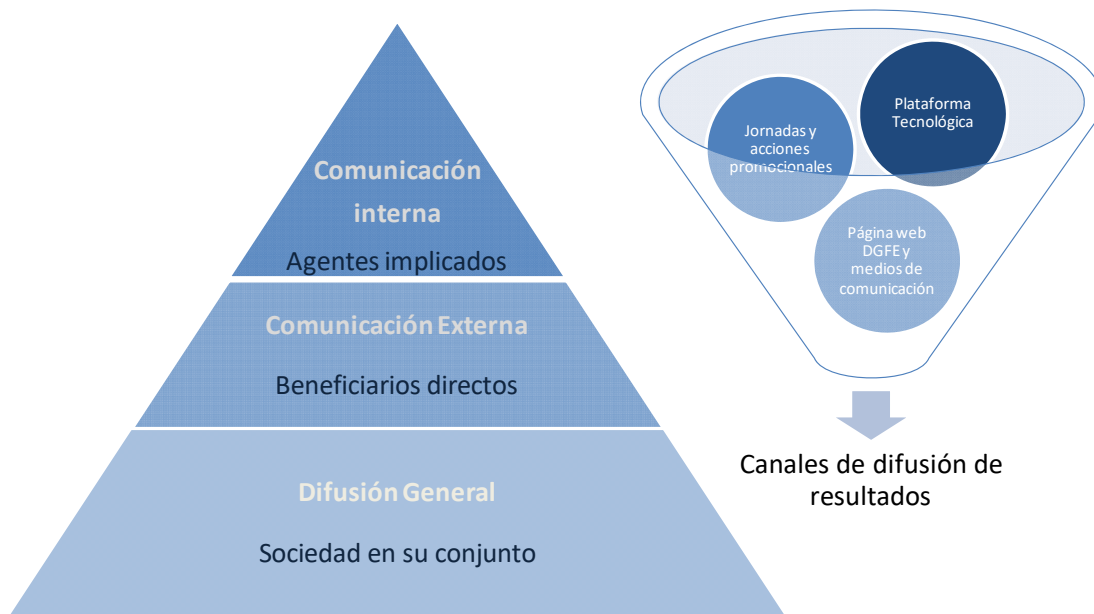 Comunicación
interna
Agentes implicados
Comunicación Externa
Beneficiarios directos
Difusión General
Sociedad en su conjunto
Jornadas y
acciones
promocionales
Plataforma
Tecnológica
Página web
DGFE y
medios de
comunicación
Canales de difusión de
resultados